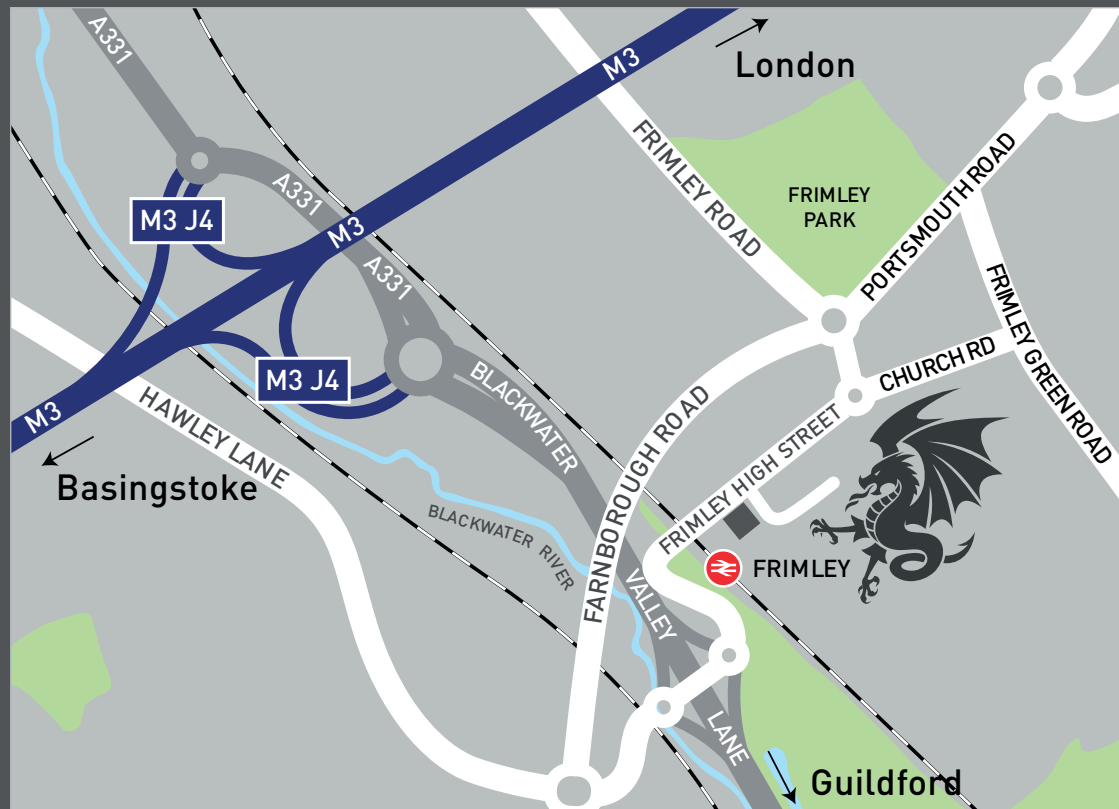 A331
M3
London
M3 J4
A331
M3
A331
FRIMLEY ROAD
FRIMLEY
PARK
PORTSMOUTH ROAD
FRIMLEY GREEN ROAD
CHURCH RD
M3 J4
M3
Basingstoke
HAWLEY LANE
BLACKWATER
VALLEY
LANE
BLACKWATER RIVER
FARNBOROUGH ROAD
FRIMLEY HIGH STREET
FRIMLEY
Guildford